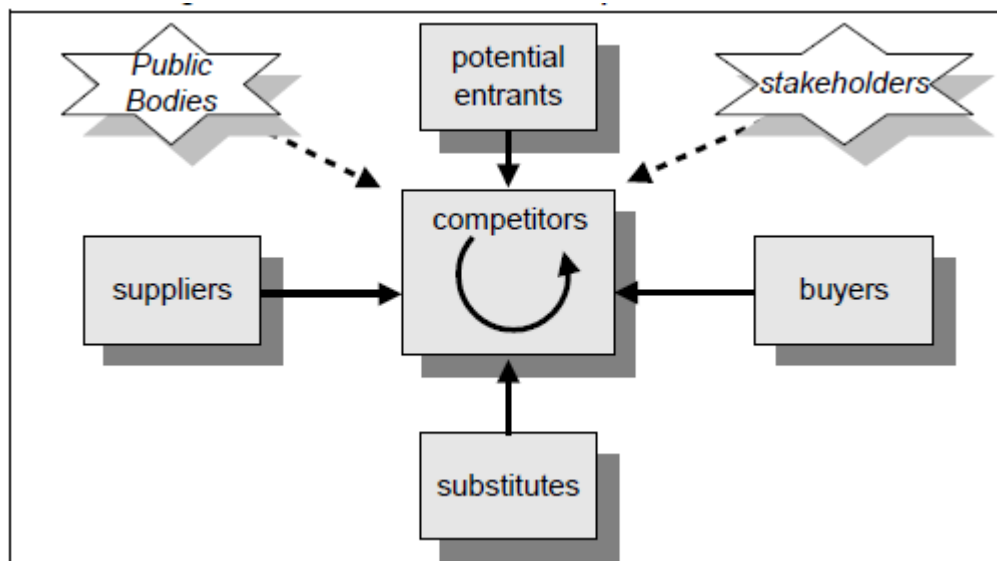 Public
Bodies
potential
entrants
stakeholders
competitors
suppliers
buyers
substitutes